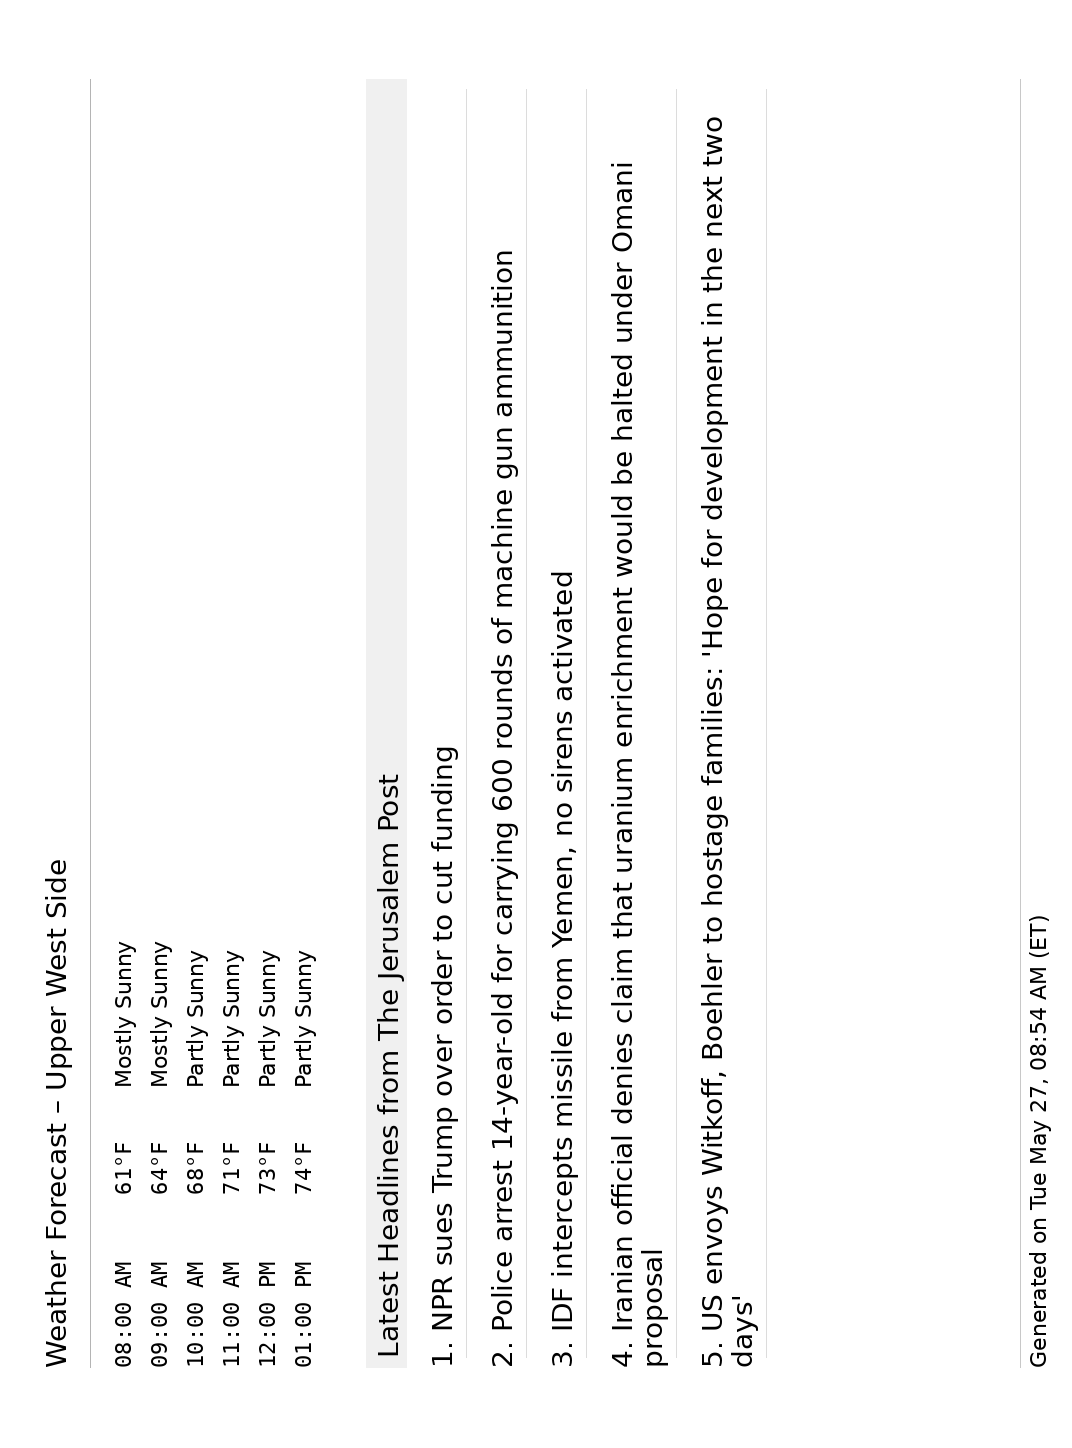 Weather Forecast – Upper West Side
08:00 AM 61°F Mostly Sunny
09:00 AM 64°F Mostly Sunny
10:00 AM 68°F Partly Sunny
11:00 AM 71°F Partly Sunny
12:00 PM 73°F Partly Sunny
01:00 PM 74°F Partly Sunny
Latest Headlines from The Jerusalem Post
1. NPR sues Trump over order to cut funding
2. Police arrest 14-year-old for carrying 600 rounds of machine gun ammunition
3. IDF intercepts missile from Yemen, no sirens activated
4. Iranian official denies claim that uranium enrichment would be halted under Omani
proposal
5. US envoys Witkoff, Boehler to hostage families: 'Hope for development in the next two
days'
Generated on Tue May 27, 08:54 AM (ET)